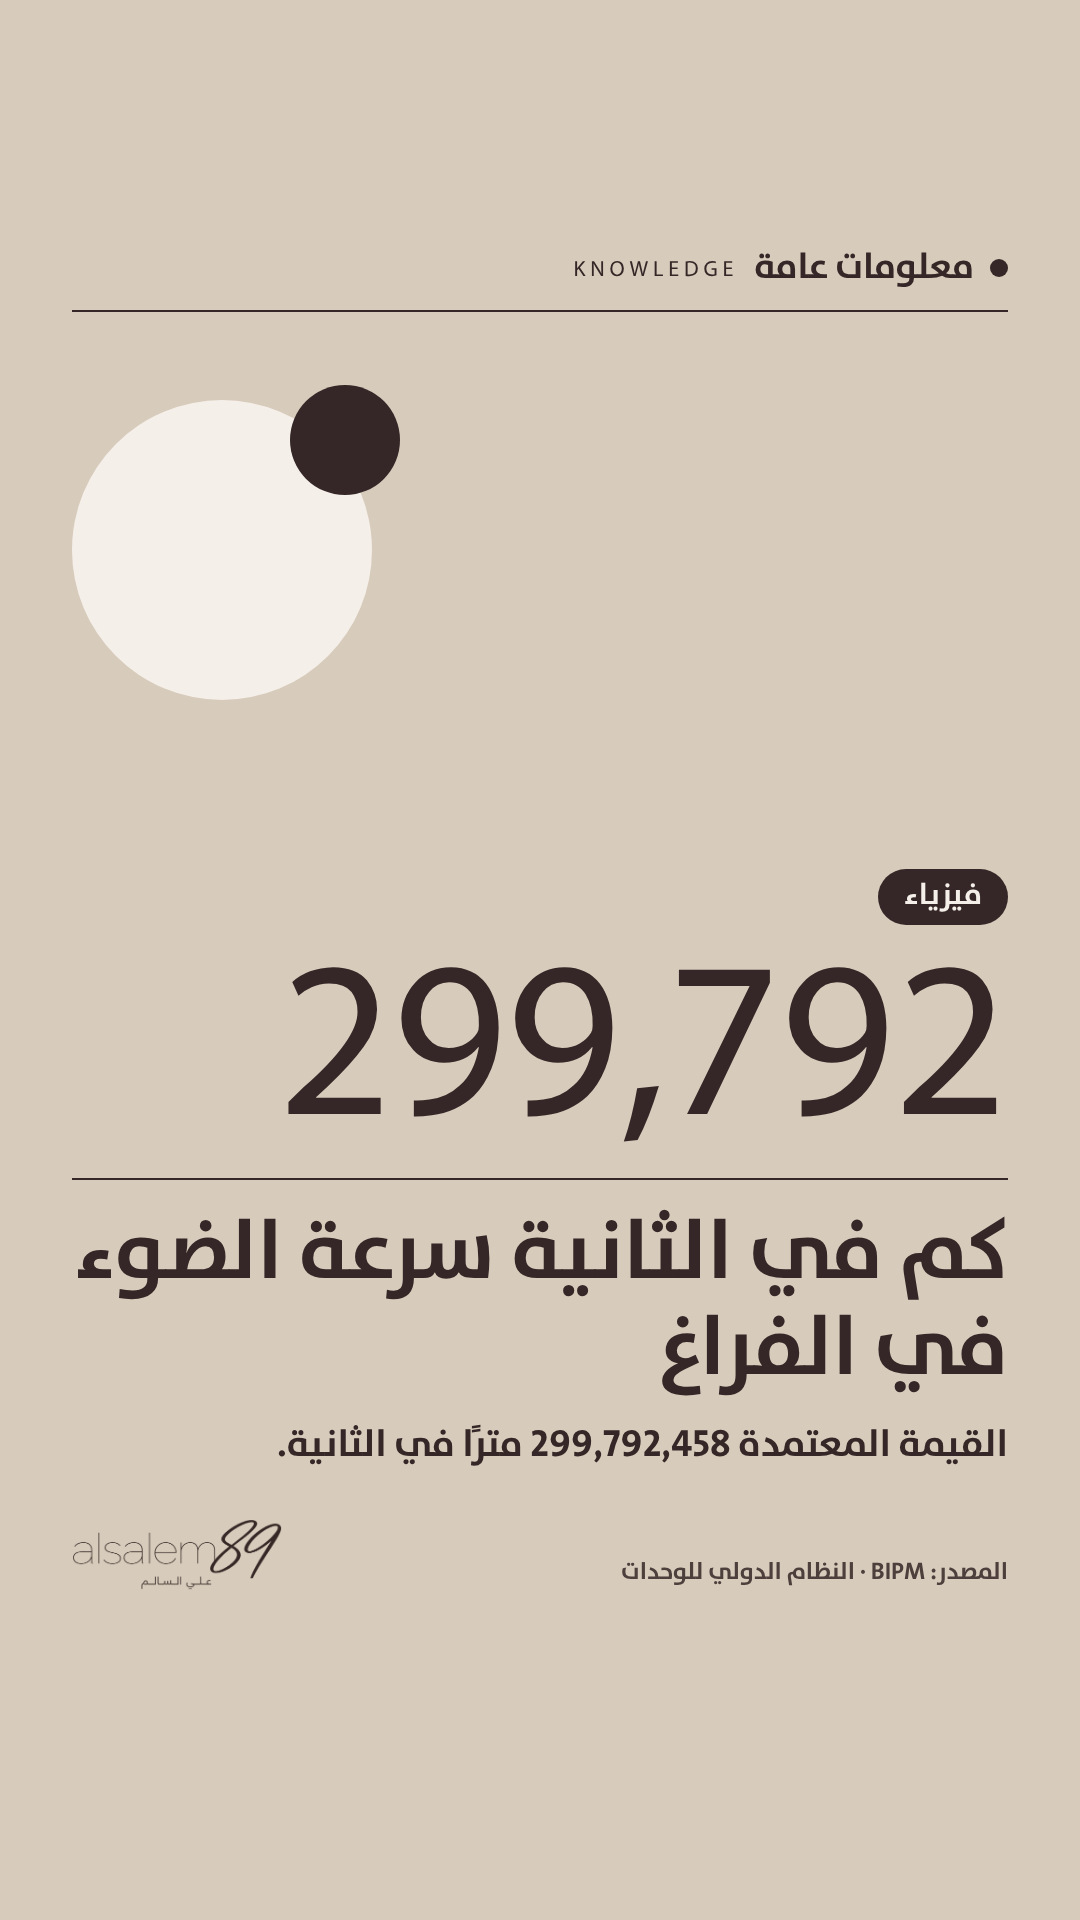 معلومات عامة KNOWLEDGE
فيزياء
299,792
كم في الثانية سرعة الضوء
في الفراغ
القيمة المعتمدة 299,792,458 مترًا في الثانية.
المصدر: BIPM · النظام الدولي للوحدات
alsalem89
علي السالم